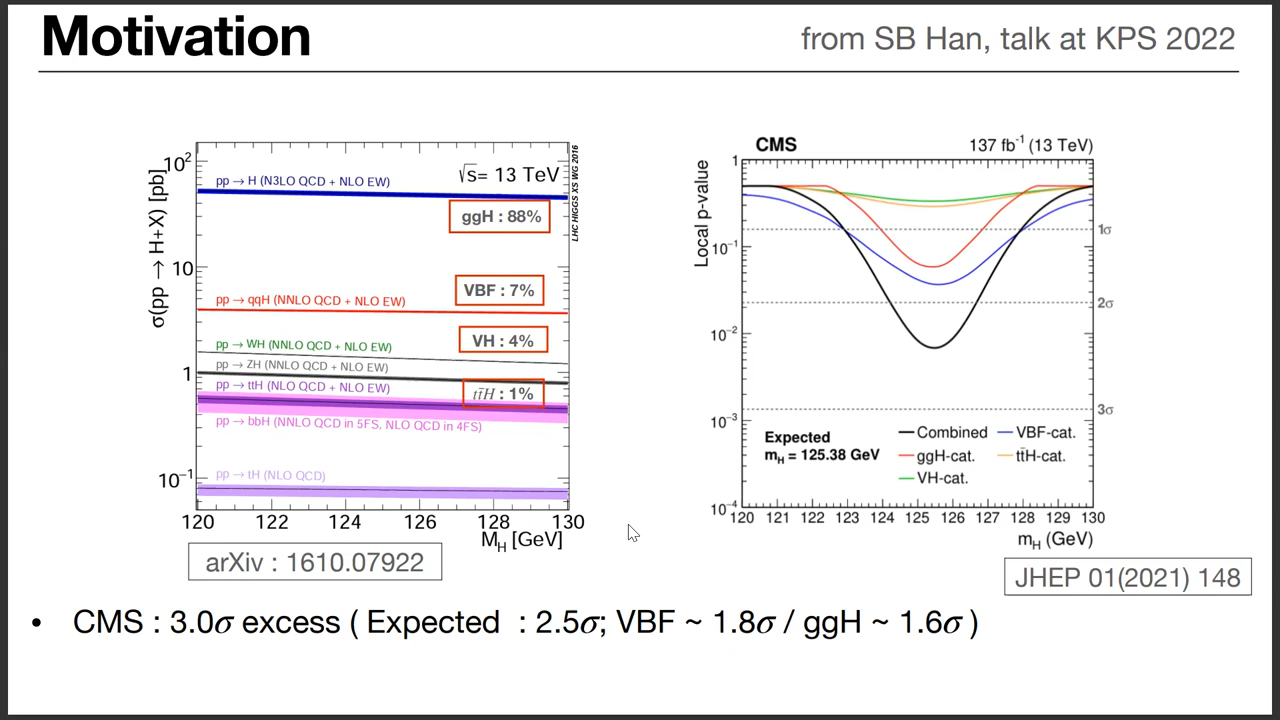 Motivation
from SB Han, talk at KPS 2022
σ(pp → H+X) [pb]
10²
10
1
10⁻¹
pp → H (N3LO QCD + NLO EW)
√s= 13 TeV
LHC HIGGS XS WG 2016
ggH : 88%
VBF : 7%
pp → qqH (NNLO QCD + NLO EW)
VH : 4%
pp → WH (NNLO QCD + NLO EW)
pp → ZH (NNLO QCD + NLO EW)
pp → ttH (NLO QCD + NLO EW)
tt̄H : 1%
pp → bbH (NNLO QCD in 5FS, NLO QCD in 4FS)
pp → tH (NLO QCD)
120 122 124 126 128 130
M_H [GeV]
arXiv : 1610.07922
CMS
137 fb⁻¹ (13 TeV)
Local p-value
1
10⁻¹
10⁻²
10⁻³
10⁻⁴
1σ
2σ
3σ
Expected
m_H = 125.38 GeV
Combined
VBF-cat.
ggH-cat.
tt̄H-cat.
VH-cat.
120 121 122 123 124 125 126 127 128 129 130
m_H (GeV)
JHEP 01(2021) 148
• CMS : 3.0σ excess ( Expected : 2.5σ; VBF ~ 1.8σ / ggH ~ 1.6σ )